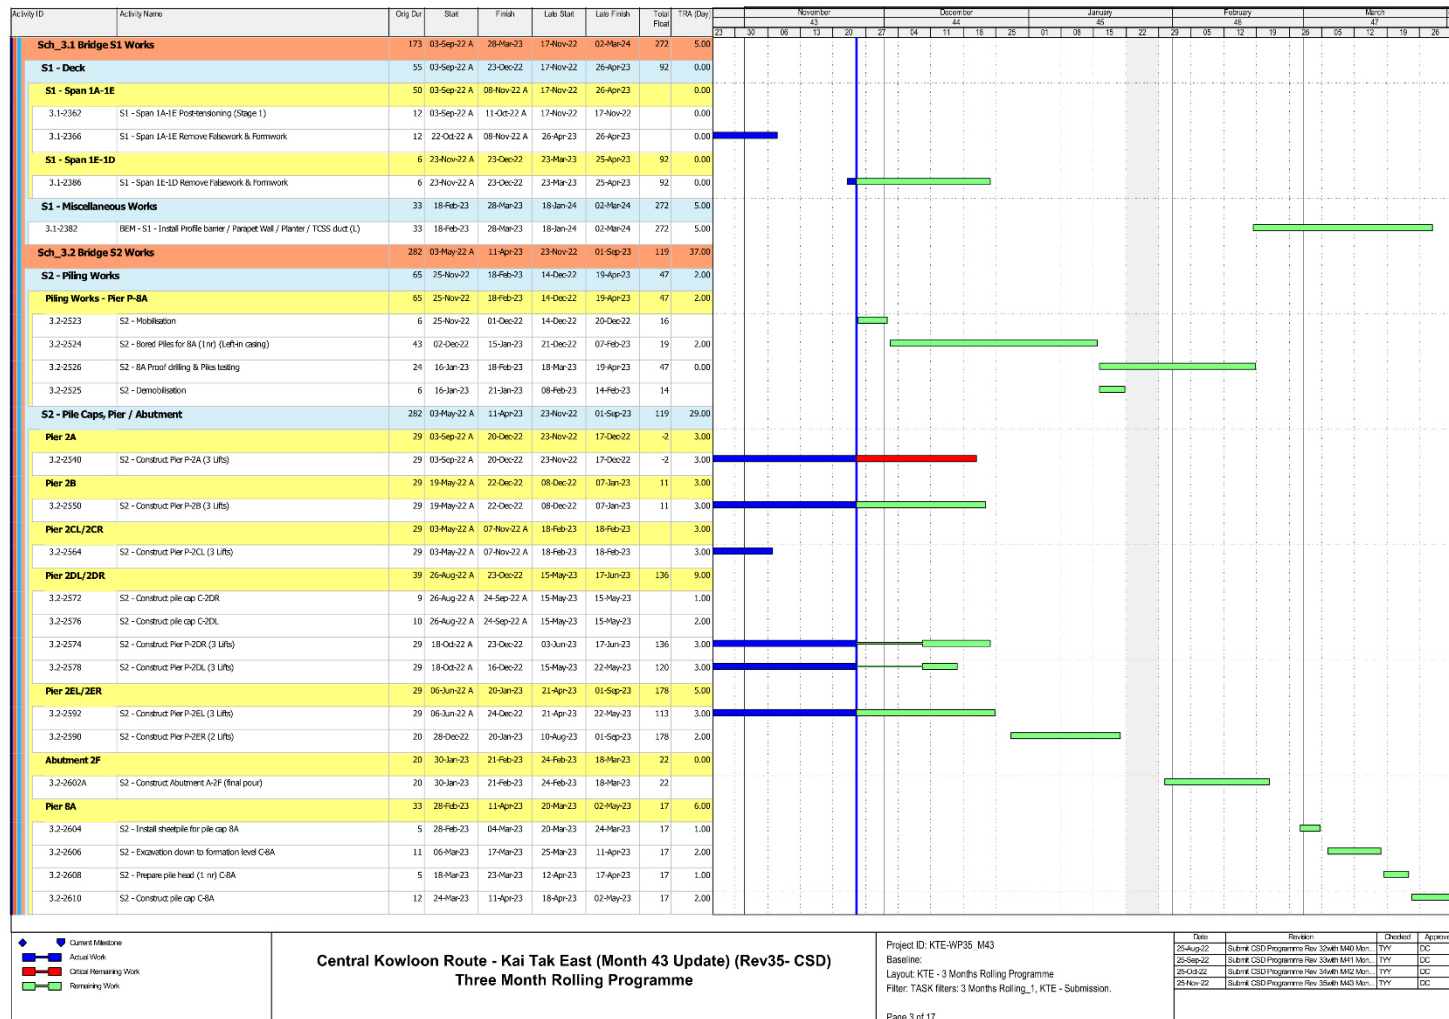 Activity ID Activity Name Orig Dur Start Finish Late Start Late Finish Total Float TRA (Day) November December January February March
43 44 45 46 47
23 30 06 13 20 27 04 11 18 25 01 08 15 22 29 05 12 19 26 05 12 19 26
Sch_3.1 Bridge S1 Works 173 03-Sep-22 A 28-Mar-23 17-Nov-22 02-Mar-24 272 5.00
S1 - Deck 55 03-Sep-22 A 23-Dec-22 17-Nov-22 26-Apr-23 92 0.00
S1 - Span 1A-1E 50 03-Sep-22 A 08-Nov-22 A 17-Nov-22 26-Apr-23 0.00
3.1-2362 S1 - Span 1A-1E Post-tensioning (Stage 1) 12 03-Sep-22 A 11-Oct-22 A 17-Nov-22 17-Nov-22 0.00
3.1-2366 S1 - Span 1A-1E Remove Falsework & Formwork 12 22-Oct-22 A 08-Nov-22 A 26-Apr-23 26-Apr-23 0.00
S1 - Span 1E-1D 6 23-Nov-22 A 23-Dec-22 23-Mar-23 25-Apr-23 92 0.00
3.1-2386 S1 - Span 1E-1D Remove Falsework & Formwork 6 23-Nov-22 A 23-Dec-22 23-Mar-23 25-Apr-23 92 0.00
S1 - Miscellaneous Works 33 18-Feb-23 28-Mar-23 18-Jan-24 02-Mar-24 272 5.00
3.1-2382 BEM - S1 - Install Profile barrier / Parapet Wall / Planter / TCSS duct (L) 33 18-Feb-23 28-Mar-23 18-Jan-24 02-Mar-24 272 5.00
Sch_3.2 Bridge S2 Works 282 03-May-22 A 11-Apr-23 23-Nov-22 01-Sep-23 119 37.00
S2 - Piling Works 65 25-Nov-22 18-Feb-23 14-Dec-22 19-Apr-23 47 2.00
Piling Works - Pier P-8A 65 25-Nov-22 18-Feb-23 14-Dec-22 19-Apr-23 47 2.00
3.2-2523 S2 - Mobilisation 6 25-Nov-22 01-Dec-22 14-Dec-22 20-Dec-22 16
3.2-2524 S2 - Bored Piles for 8A (1nr) (Left-in casing) 43 02-Dec-22 15-Jan-23 21-Dec-22 07-Feb-23 19 2.00
3.2-2526 S2 - 8A Proof drilling & Piles testing 24 16-Jan-23 18-Feb-23 18-Mar-23 19-Apr-23 47 0.00
3.2-2525 S2 - Demobilisation 6 16-Jan-23 21-Jan-23 08-Feb-23 14-Feb-23 14
S2 - Pile Caps, Pier / Abutment 282 03-May-22 A 11-Apr-23 23-Nov-22 01-Sep-23 119 29.00
Pier 2A 29 03-Sep-22 A 20-Dec-22 23-Nov-22 17-Dec-22 -2 3.00
3.2-2540 S2 - Construct Pier P-2A (3 Lifts) 29 03-Sep-22 A 20-Dec-22 23-Nov-22 17-Dec-22 -2 3.00
Pier 2B 29 19-May-22 A 22-Dec-22 08-Dec-22 07-Jan-23 11 3.00
3.2-2550 S2 - Construct Pier P-2B (3 Lifts) 29 19-May-22 A 22-Dec-22 08-Dec-22 07-Jan-23 11 3.00
Pier 2CL/2CR 29 03-May-22 A 07-Nov-22 A 18-Feb-23 18-Feb-23 3.00
3.2-2564 S2 - Construct Pier P-2CL (3 Lifts) 29 03-May-22 A 07-Nov-22 A 18-Feb-23 18-Feb-23 3.00
Pier 2DL/2DR 39 26-Aug-22 A 23-Dec-22 15-May-23 17-Jun-23 136 9.00
3.2-2572 S2 - Construct pile cap C-2DR 9 26-Aug-22 A 24-Sep-22 A 15-May-23 15-May-23 1.00
3.2-2576 S2 - Construct pile cap C-2DL 10 26-Aug-22 A 24-Sep-22 A 15-May-23 15-May-23 2.00
3.2-2574 S2 - Construct Pier P-2DR (3 Lifts) 29 18-Oct-22 A 23-Dec-22 03-Jun-23 17-Jun-23 136 3.00
3.2-2578 S2 - Construct Pier P-2DL (3 Lifts) 29 18-Oct-22 A 16-Dec-22 15-May-23 22-May-23 120 3.00
Pier 2EL/2ER 29 06-Jun-22 A 20-Jan-23 21-Apr-23 01-Sep-23 178 5.00
3.2-2592 S2 - Construct Pier P-2EL (3 Lifts) 29 06-Jun-22 A 24-Dec-22 21-Apr-23 22-May-23 113 3.00
3.2-2590 S2 - Construct Pier P-2ER (2 Lifts) 20 28-Dec-22 20-Jan-23 10-Aug-23 01-Sep-23 178 2.00
Abutment 2F 20 30-Jan-23 21-Feb-23 24-Feb-23 18-Mar-23 22 0.00
3.2-2602A S2 - Construct Abutment A-2F (final pour) 20 30-Jan-23 21-Feb-23 24-Feb-23 18-Mar-23 22
Pier 8A 33 28-Feb-23 11-Apr-23 20-Mar-23 02-May-23 17 6.00
3.2-2604 S2 - Install sheetpile for pile cap 8A 5 28-Feb-23 04-Mar-23 20-Mar-23 24-Mar-23 17 1.00
3.2-2606 S2 - Excavation down to formation level C-8A 11 06-Mar-23 17-Mar-23 25-Mar-23 11-Apr-23 17 2.00
3.2-2608 S2 - Prepare pile head (1 nr) C-8A 5 18-Mar-23 23-Mar-23 12-Apr-23 17-Apr-23 17 1.00
3.2-2610 S2 - Construct pile cap C-8A 12 24-Mar-23 11-Apr-23 18-Apr-23 02-May-23 17 2.00
Current Milestone
Actual Work
Critical Remaining Work
Remaining Work
Central Kowloon Route - Kai Tak East (Month 43 Update) (Rev35- CSD)
Three Month Rolling Programme
Project ID: KTE-WP35_M43
Baseline:
Layout: KTE - 3 Months Rolling Programme
Filter: TASK filters: 3 Months Rolling_1, KTE - Submission.
Page 3 of 17
Date Revision Checked Approve
25-Aug-22 Submit CSD Programme Rev 32with M40 Mon... TYY DC
25-Sep-22 Submit CSD Programme Rev 33with M41 Mon... TYY DC
25-Oct-22 Submit CSD Programme Rev 34with M42 Mon... TYY DC
25-Nov-22 Submit CSD Programme Rev 35with M43 Mon... TYY DC